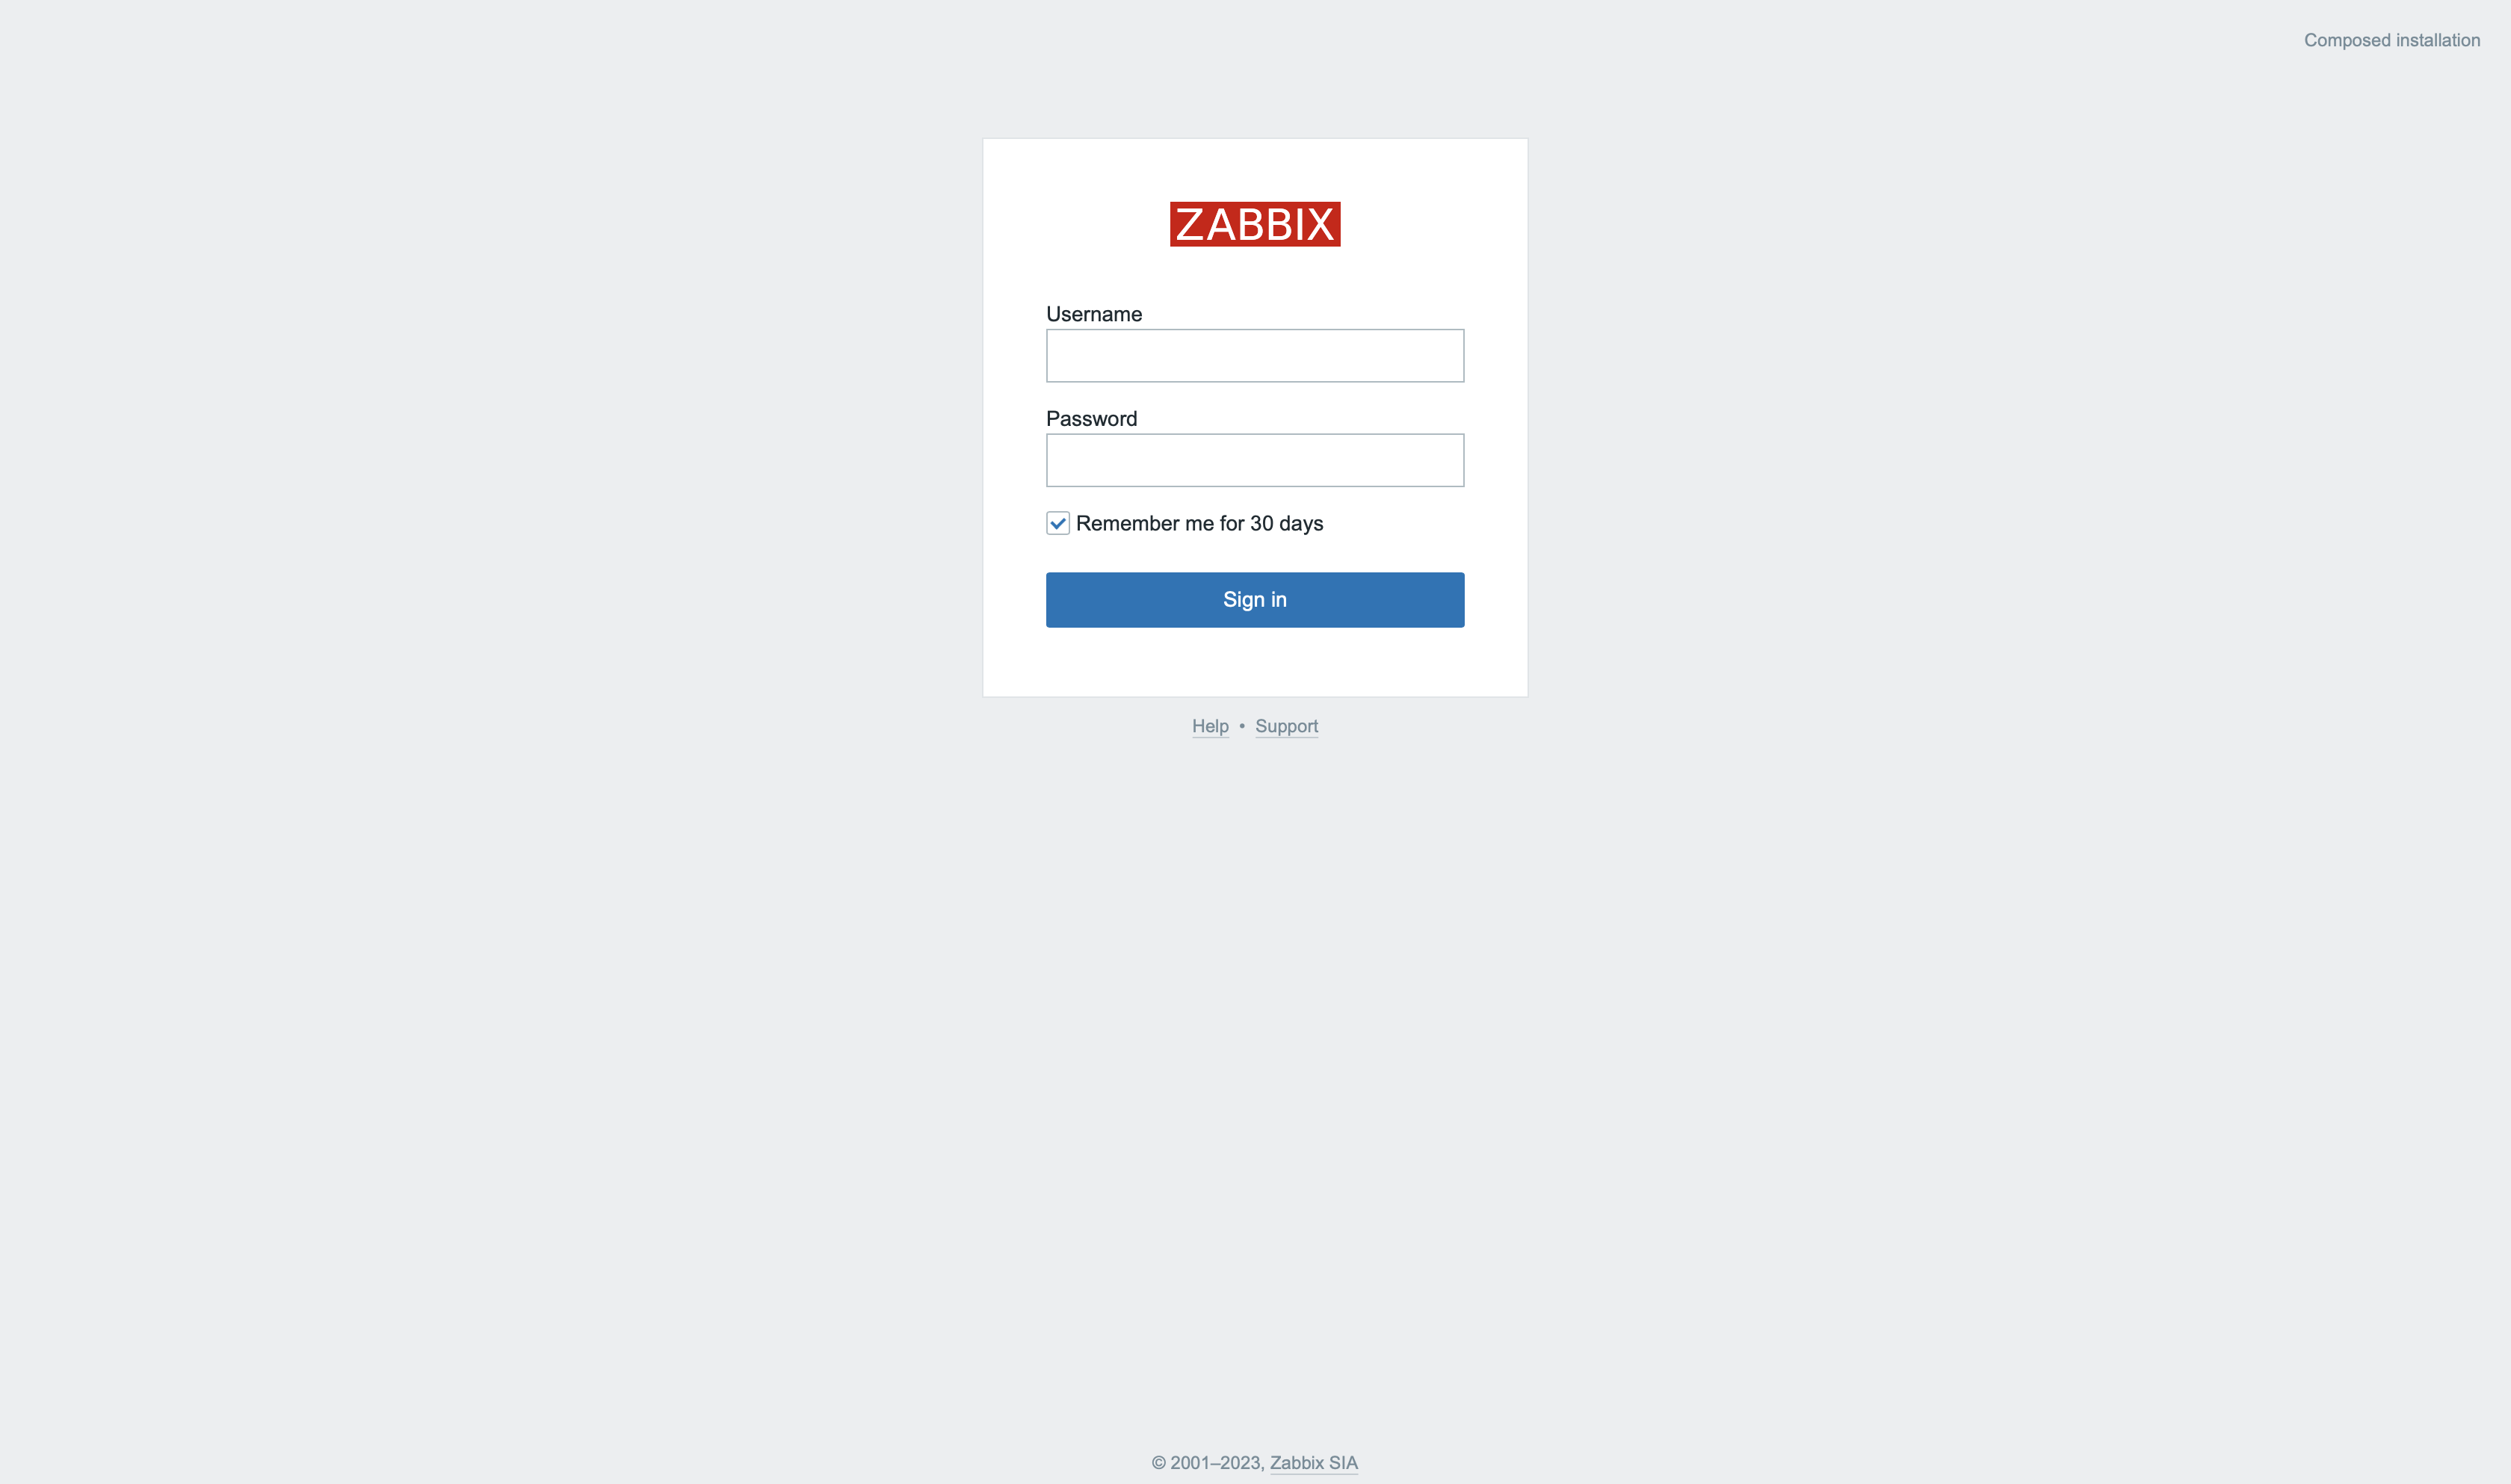 Composed installation
ZABBIX
Username
Password
Remember me for 30 days
Sign in
Help • Support
© 2001–2023, Zabbix SIA